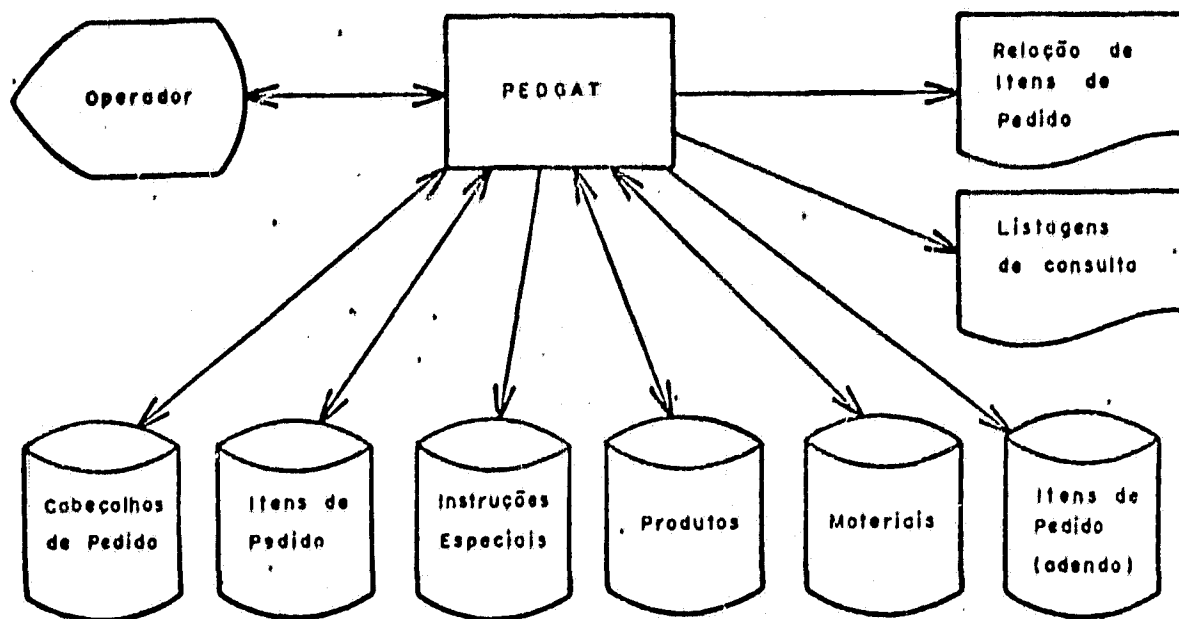 Operador
PEDGAT
Relação de
Itens de
Pedido
Listagens
de consulta
Cabeçalhos
de Pedido
Itens de
Pedido
Instruções
Espaciais
Produtos
Materiais
Itens de
Pedido
(adendo)